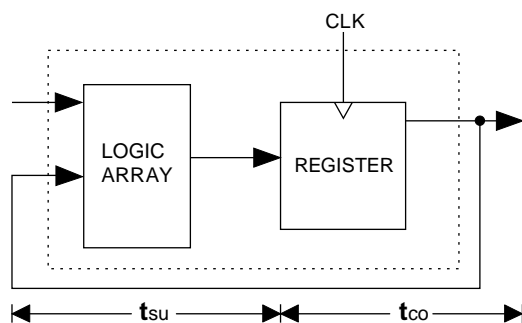 CLK
LOGIC
ARRAY
REGISTER
tsu
tco